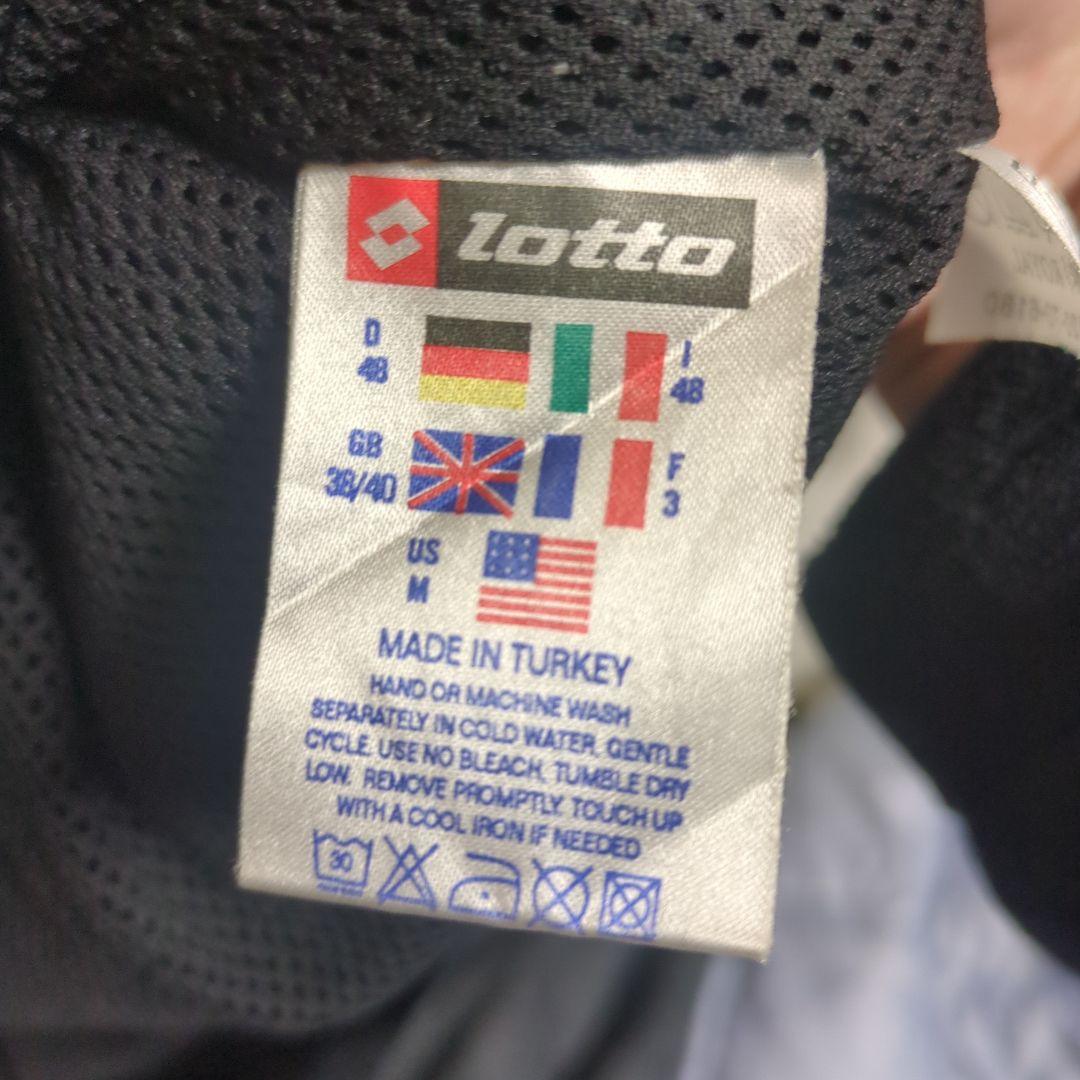 lotto
D
48
I
48
GB
38/40
F
3
US
M
MADE IN TURKEY
HAND OR MACHINE WASH
SEPARATELY IN COLD WATER. GENTLE
CYCLE. USE NO BLEACH. TUMBLE DRY
LOW. REMOVE PROMPTLY. TOUCH UP
WITH A COOL IRON IF NEEDED
30